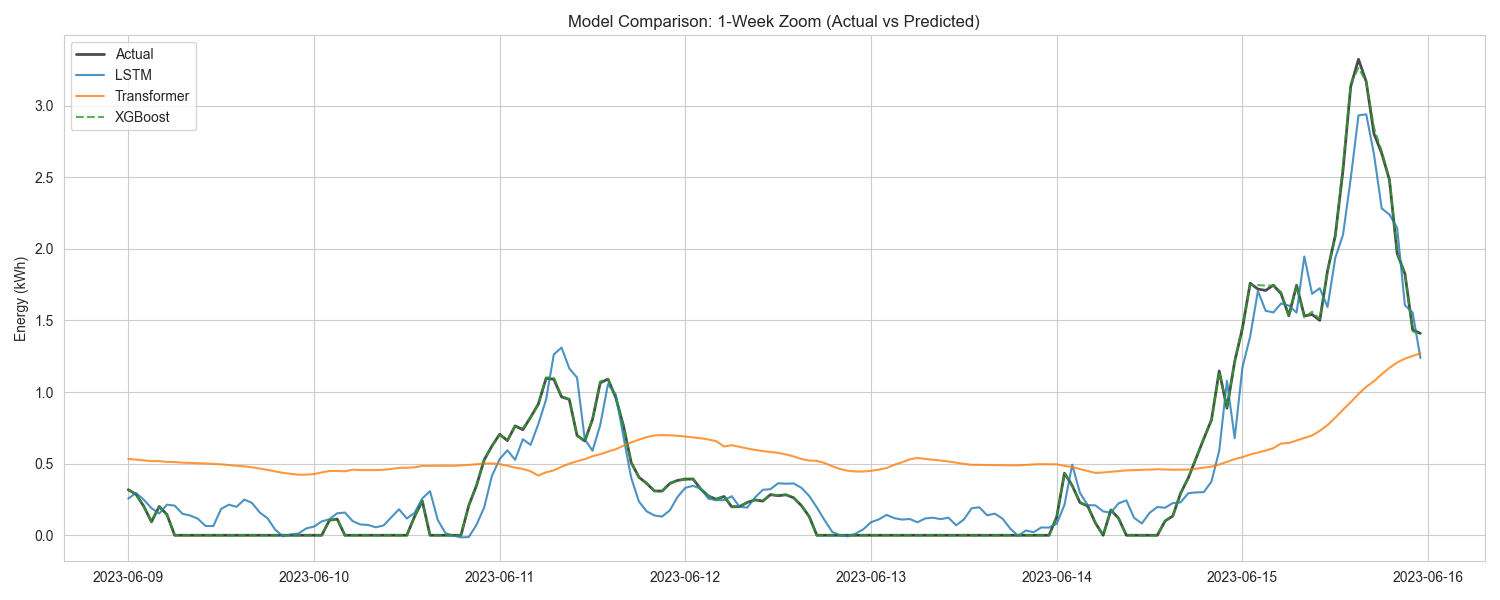 Model Comparison: 1-Week Zoom (Actual vs Predicted)
Actual
LSTM
Transformer
XGBoost
Energy (kWh)
3.0
2.5
2.0
1.5
1.0
0.5
0.0
2023-06-09
2023-06-10
2023-06-11
2023-06-12
2023-06-13
2023-06-14
2023-06-15
2023-06-16